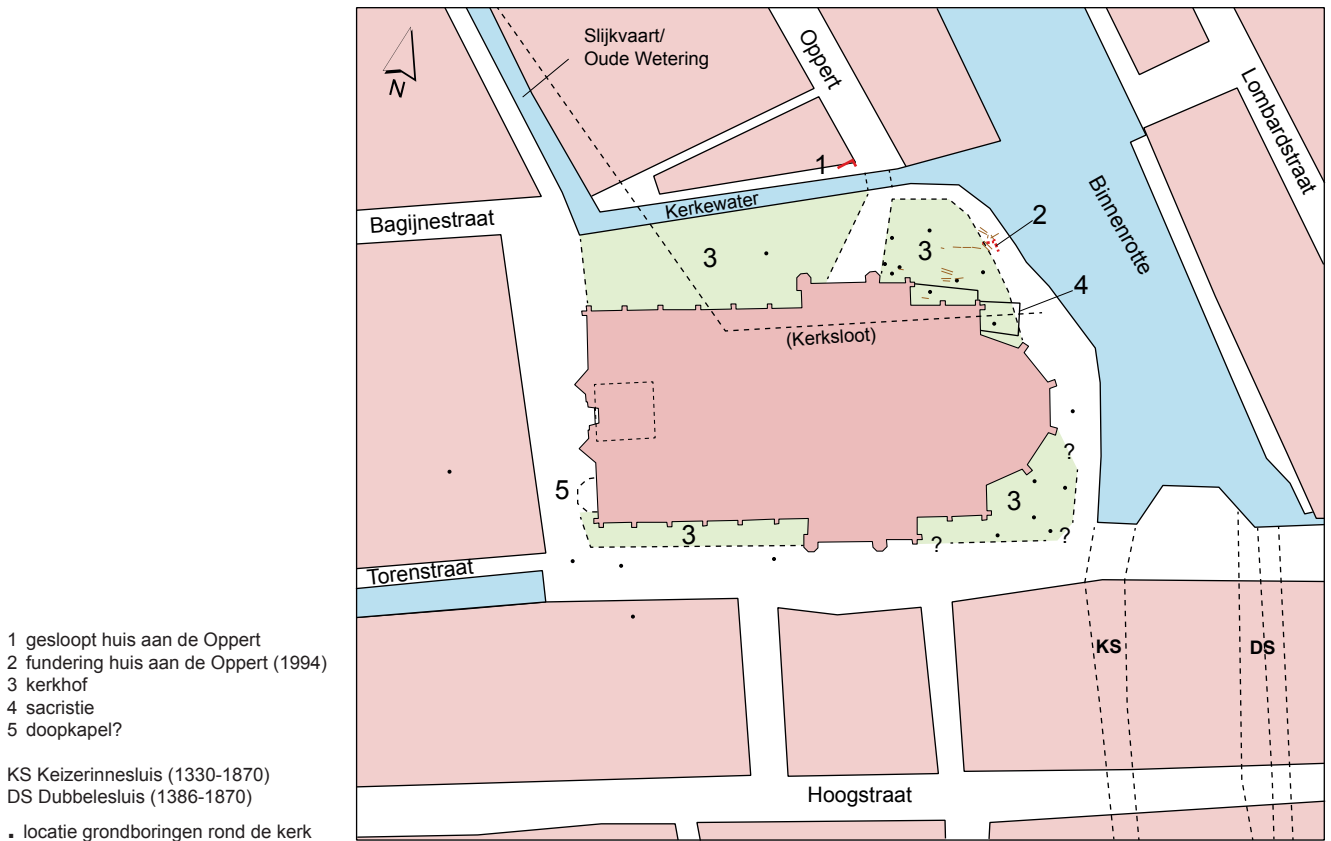 Slijkvaart/
Oude Wetering
Oppert
Lombardstraat
N
1
Kerkewater
Binnenrotte
2
Bagijnestraat
3
3
4
(Kerksloot)
?
5
3
3
?
?
Torenstraat
KS
DS
Hoogstraat
1 gesloopt huis aan de Oppert
2 fundering huis aan de Oppert (1994)
3 kerkhof
4 sacristie
5 doopkapel?
KS Keizerinnesluis (1330-1870)
DS Dubbelesluis (1386-1870)
. locatie grondboringen rond de kerk